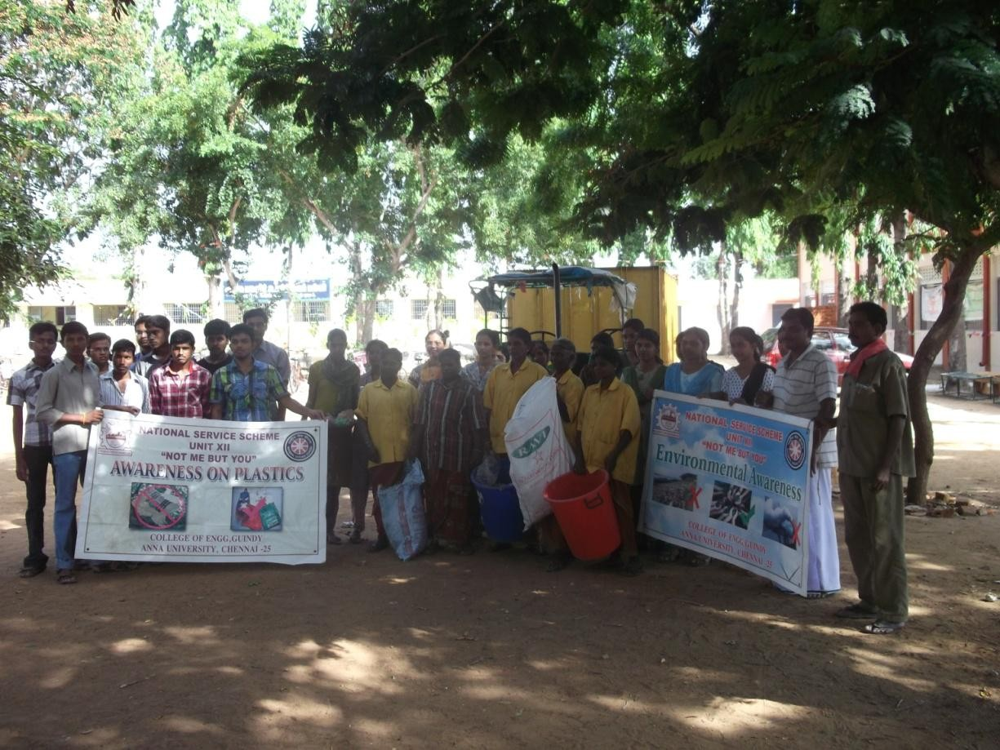 NATIONAL SERVICE SCHEME
UNIT XII
"NOT ME BUT YOU"
AWARENESS ON PLASTICS
COLLEGE OF ENGG,GUINDY
ANNA UNIVERSITY, CHENNAI -25
RAVI
NATIONAL SERVICE SCHEME
UNIT XII
"NOT ME BUT YOU"
Environmental Awareness
COLLEGE OF ENGG,GUINDY
ANNA UNIVERSITY, CHENNAI -25